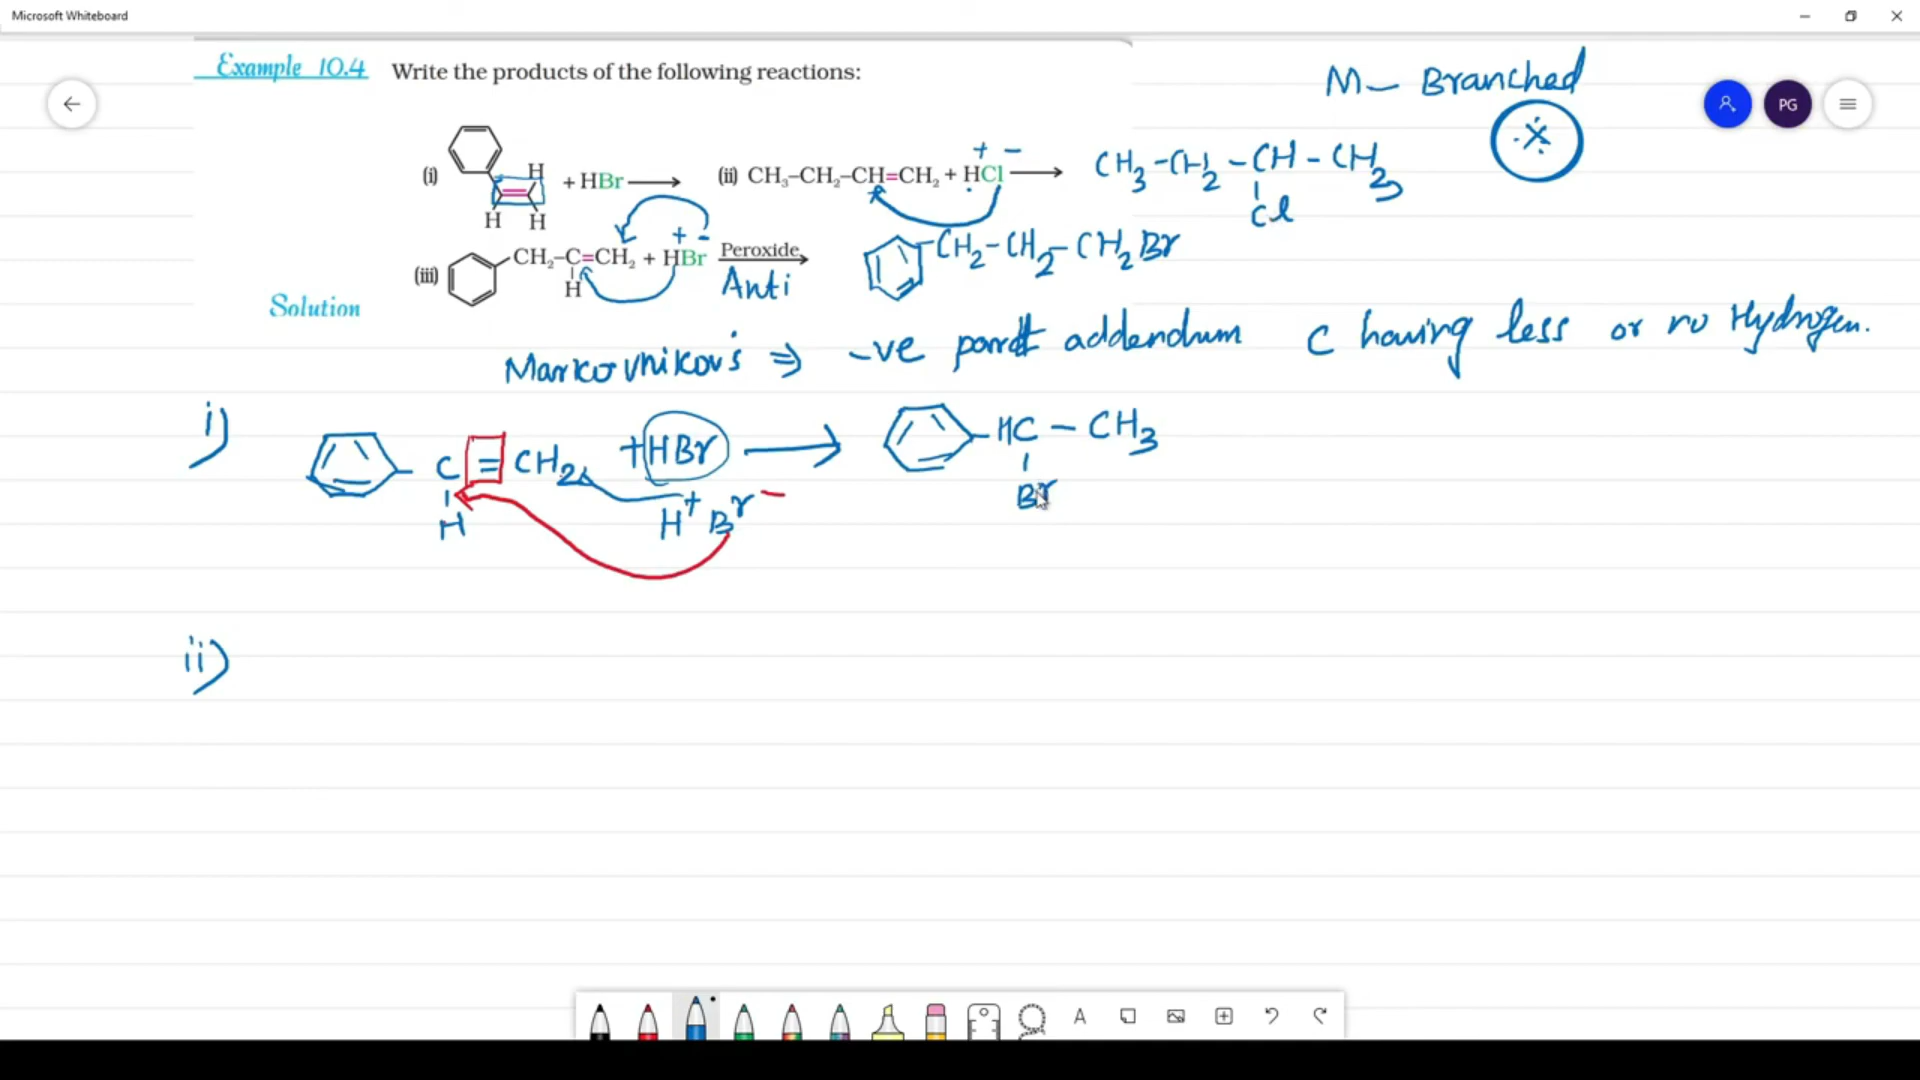 Microsoft Whiteboard
Example 10.4 Write the products of the following reactions:
M - Branched
PG
(i) H H H + HBr
(ii) CH₃–CH₂–CH=CH₂ + HCl
+ −
CH₃-CH₂-CH-CH₃
Cl
(iii) CH₂–C=CH₂ + HBr Peroxide
H
+ -
Anti
CH₂-CH₂-CH₂Br
Solution
Markovnikov's ⇒ -ve part addendum C having less or no Hydrogen.
i) C = CH₂ + HBr → HC - CH₃
H
H⁺ Br⁻
Br
ii)
A